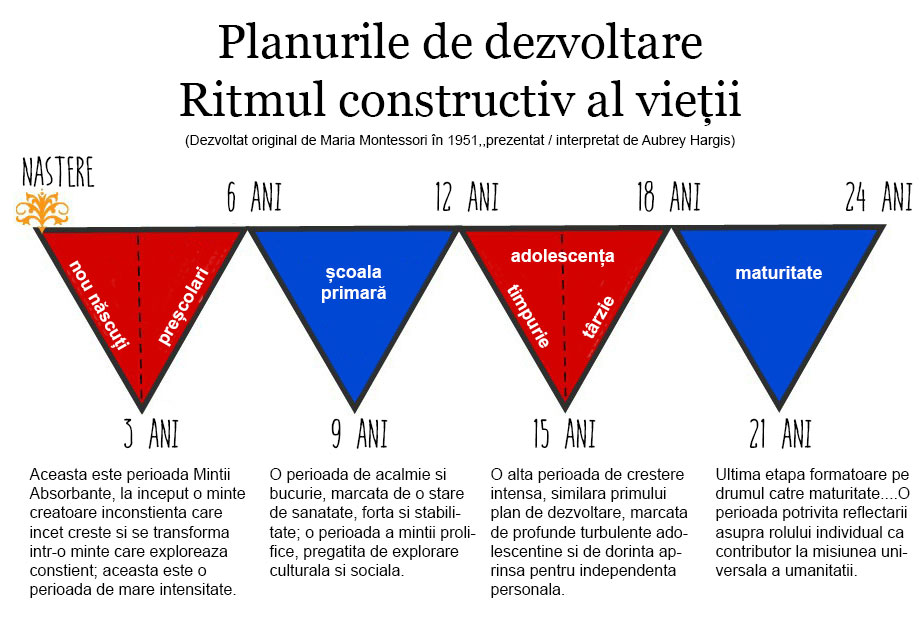 Planurile de dezvoltare
Ritmul constructiv al vieții
(Dezvoltat original de Maria Montessori în 1951,,prezentat / interpretat de Aubrey Hargis)
NASTERE
6 ANI
12 ANI
18 ANI
24 ANI
nou născuți
preșcolari
școala
primară
adolescența
timpurie
târzie
maturitate
3 ANI
9 ANI
15 ANI
21 ANI
Aceasta este perioada Mintii
Absorbante, la inceput o minte
creatoare inconstienta care
incet creste si se transforma
intr-o minte care exploreaza
constient; aceasta este o
perioada de mare intensitate.
O perioada de acalmie si
bucurie, marcata de o stare
de sanatate, forta si stabili-
tate; o perioada a mintii proli-
fice, pregatita de explorare
culturala si sociala.
O alta perioada de crestere
intensa, similara primului
plan de dezvoltare, marcata
de profunde turbulente ado-
lescentine si de dorinta ap-
rinsa pentru independenta
personala.
Ultima etapa formatoare pe
drumul catre maturitate....O
perioada potrivita reflectarii
asupra rolului individual ca
contributor la misiunea uni-
versala a umanitatii.